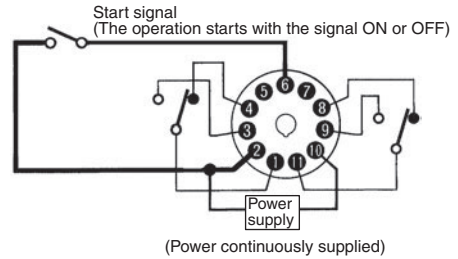 Start signal
(The operation starts with the signal ON or OFF)
5 6 7
4 8
3 9
2 10
1 11
Power
supply
(Power continuously supplied)